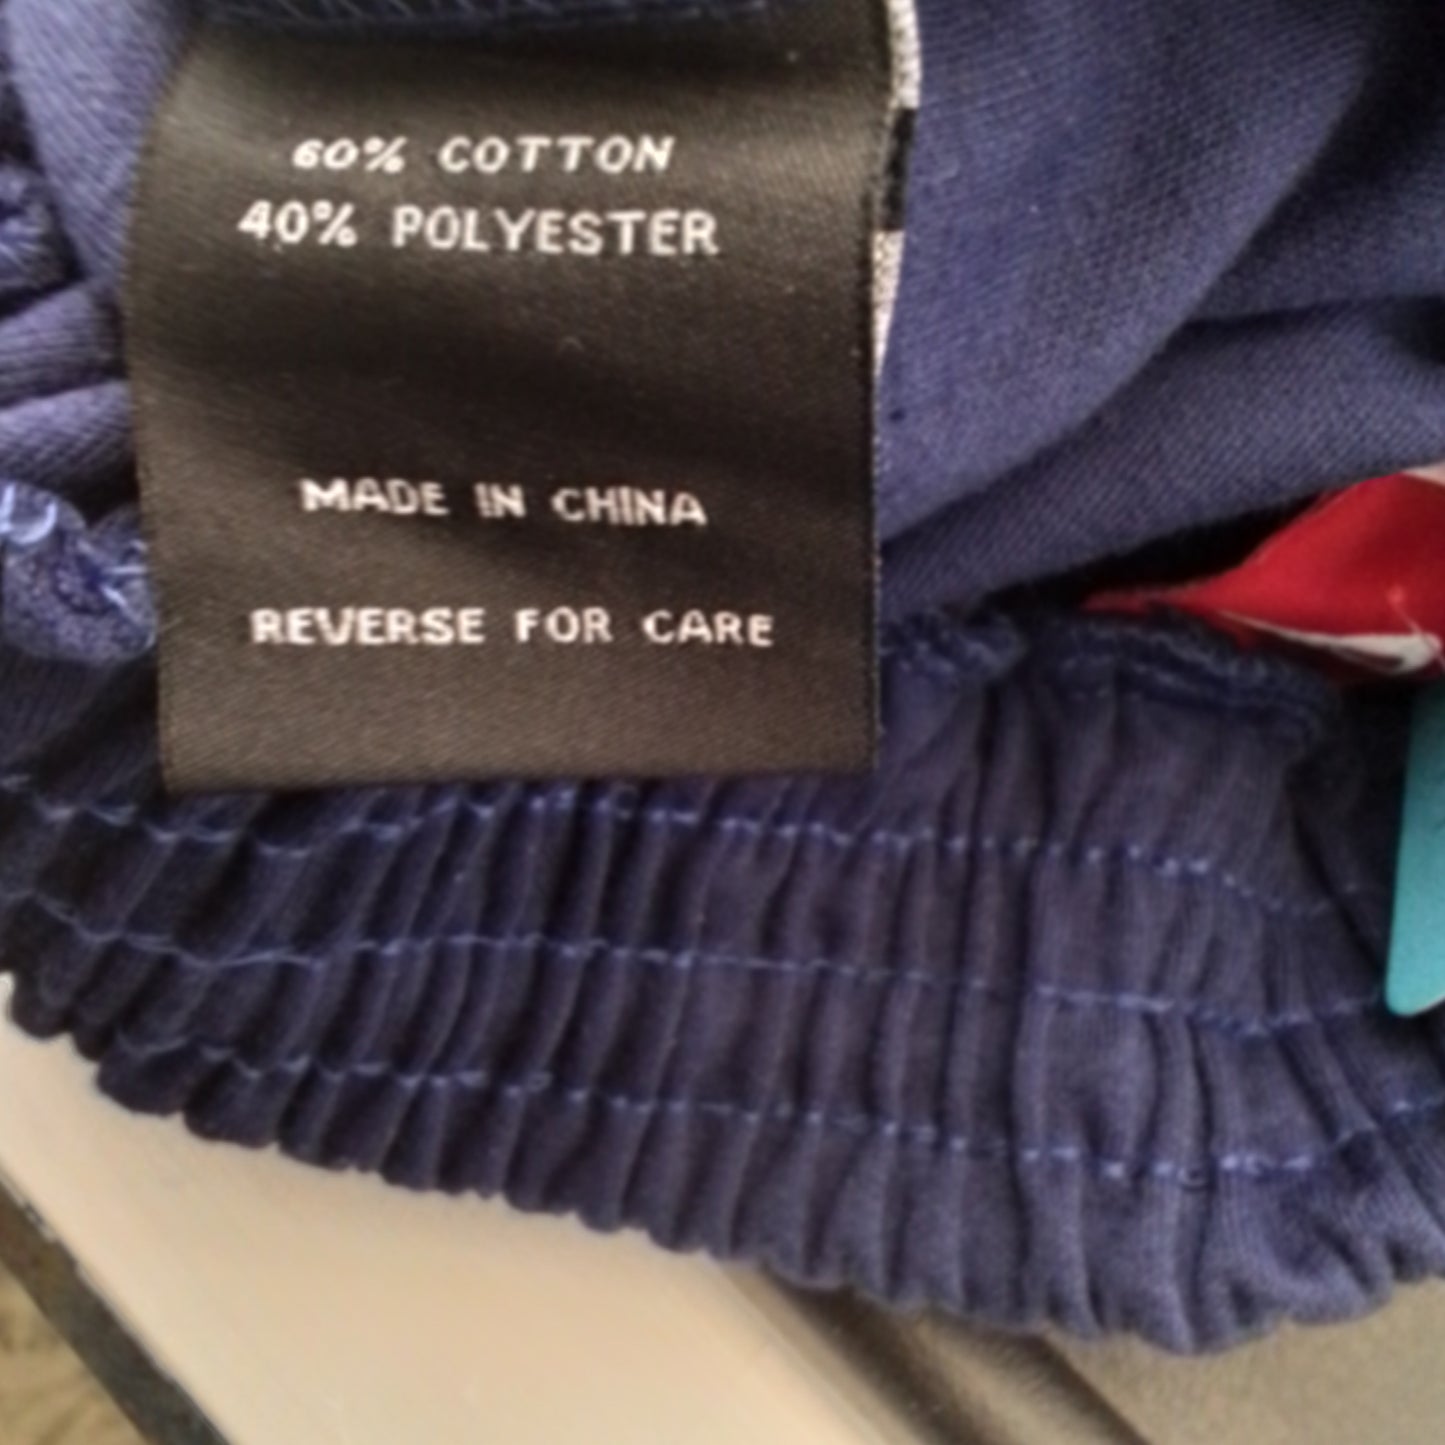 60% COTTON
40% POLYESTER
MADE IN CHINA
REVERSE FOR CARE